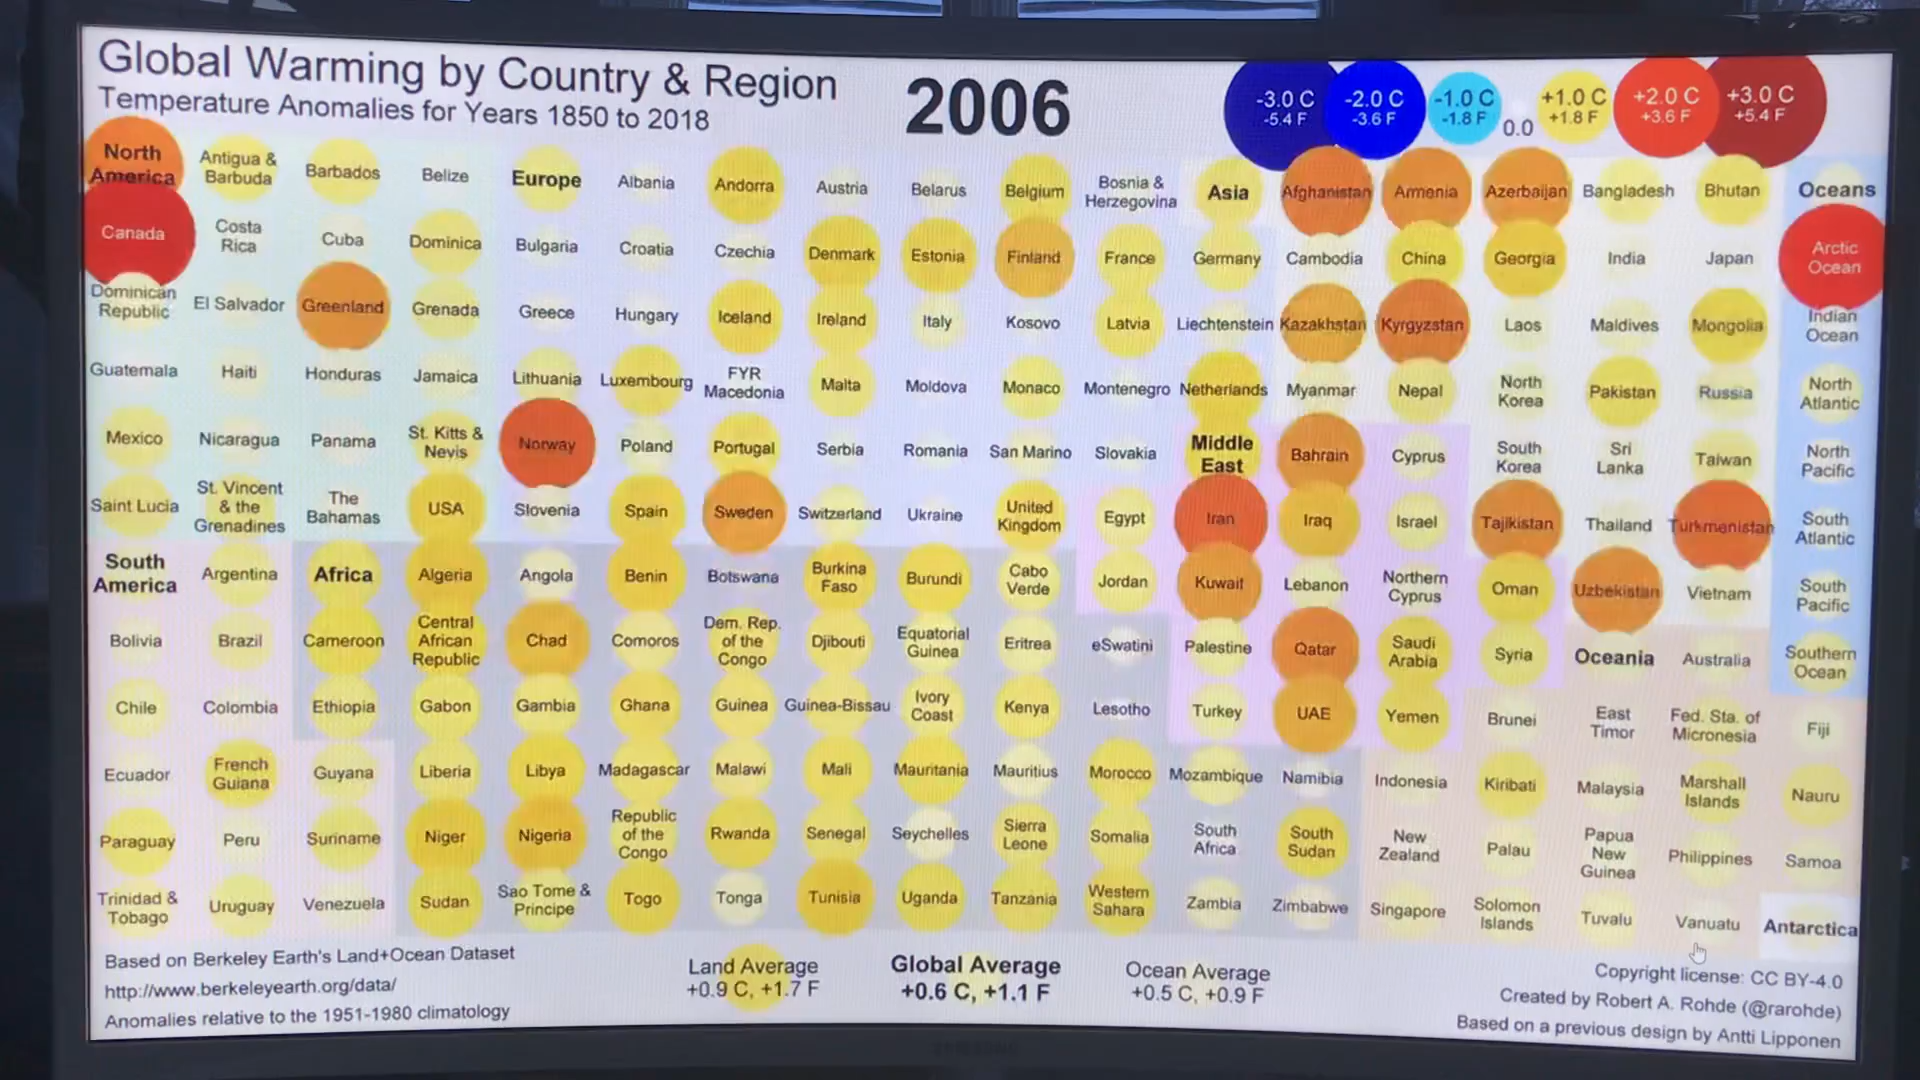 Global Warming by Country & Region
Temperature Anomalies for Years 1850 to 2018
2006
-3.0 C
-5.4 F
-2.0 C
-3.6 F
-1.0 C
-1.8 F
0.0
+1.0 C
+1.8 F
+2.0 C
+3.6 F
+3.0 C
+5.4 F
North America
Antigua & Barbuda
Barbados
Belize
Europe
Albania
Andorra
Austria
Belarus
Belgium
Bosnia & Herzegovina
Asia
Afghanistan
Armenia
Azerbaijan
Bangladesh
Bhutan
Oceans
Canada
Costa Rica
Cuba
Dominica
Bulgaria
Croatia
Czechia
Denmark
Estonia
Finland
France
Germany
Cambodia
China
Georgia
India
Japan
Arctic Ocean
Dominican Republic
El Salvador
Greenland
Grenada
Greece
Hungary
Iceland
Ireland
Italy
Kosovo
Latvia
Liechtenstein
Kazakhstan
Kyrgyzstan
Laos
Maldives
Mongolia
Indian Ocean
Guatemala
Haiti
Honduras
Jamaica
Lithuania
Luxembourg
FYR Macedonia
Malta
Moldova
Monaco
Montenegro
Netherlands
Myanmar
Nepal
North Korea
Pakistan
Russia
North Atlantic
Mexico
Nicaragua
Panama
St. Kitts & Nevis
Norway
Poland
Portugal
Serbia
Romania
San Marino
Slovakia
Middle East
Bahrain
Cyprus
South Korea
Sri Lanka
Taiwan
North Pacific
Saint Lucia
St. Vincent & the Grenadines
The Bahamas
USA
Slovenia
Spain
Sweden
Switzerland
Ukraine
United Kingdom
Egypt
Iran
Iraq
Israel
Tajikistan
Thailand
Turkmenistan
South Atlantic
South America
Argentina
Africa
Algeria
Angola
Benin
Botswana
Burkina Faso
Burundi
Cabo Verde
Jordan
Kuwait
Lebanon
Northern Cyprus
Oman
Uzbekistan
Vietnam
South Pacific
Bolivia
Brazil
Cameroon
Central African Republic
Chad
Comoros
Dem. Rep. of the Congo
Djibouti
Equatorial Guinea
Eritrea
eSwatini
Palestine
Qatar
Saudi Arabia
Syria
Oceania
Australia
Southern Ocean
Chile
Colombia
Ethiopia
Gabon
Gambia
Ghana
Guinea
Guinea-Bissau
Ivory Coast
Kenya
Lesotho
Turkey
UAE
Yemen
Brunei
East Timor
Fed. Sta. of Micronesia
Fiji
Ecuador
French Guiana
Guyana
Liberia
Libya
Madagascar
Malawi
Mali
Mauritania
Mauritius
Morocco
Mozambique
Namibia
Indonesia
Kiribati
Malaysia
Marshall Islands
Nauru
Paraguay
Peru
Suriname
Niger
Nigeria
Republic of the Congo
Rwanda
Senegal
Seychelles
Sierra Leone
Somalia
South Africa
South Sudan
New Zealand
Palau
Papua New Guinea
Philippines
Samoa
Trinidad & Tobago
Uruguay
Venezuela
Sudan
Sao Tome & Principe
Togo
Tonga
Tunisia
Uganda
Tanzania
Western Sahara
Zambia
Zimbabwe
Singapore
Solomon Islands
Tuvalu
Vanuatu
Antarctica
Based on Berkeley Earth's Land+Ocean Dataset
http://www.berkeleyearth.org/data/
Anomalies relative to the 1951-1980 climatology
Land Average
+0.9 C, +1.7 F
Global Average
+0.6 C, +1.1 F
Ocean Average
+0.5 C, +0.9 F
Copyright license: CC BY-4.0
Created by Robert A. Rohde (@rarohde)
Based on a previous design by Antti Lipponen